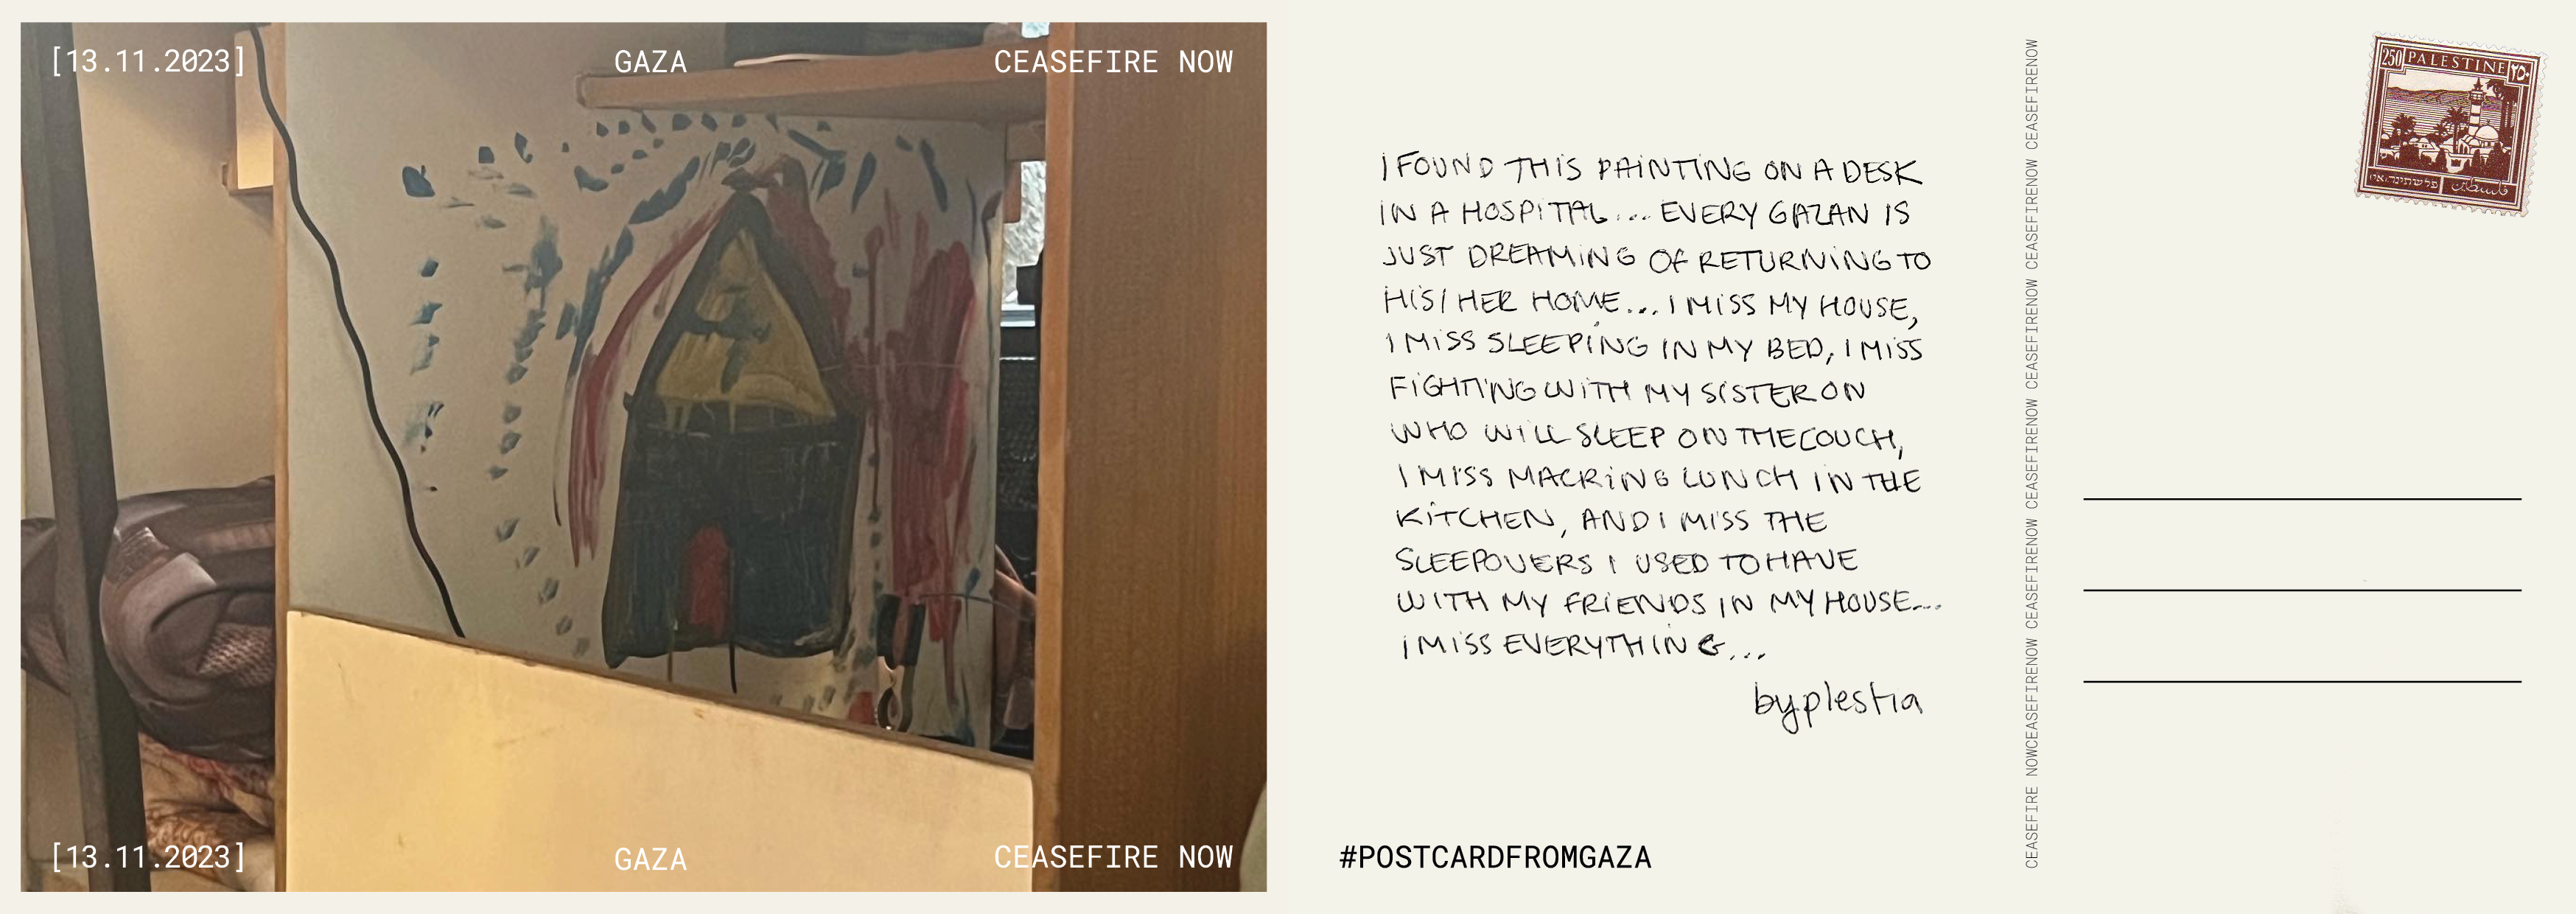 [13.11.2023]
GAZA
CEASEFIRE NOW
[13.11.2023]
GAZA
CEASEFIRE NOW
I FOUND THIS PAINTING ON A DESK
IN A HOSPITAL.... EVERY GAZAN IS
JUST DREAMING OF RETURNING TO
HIS/HER HOME... I MISS MY HOUSE,
I MISS SLEEPING IN MY BED, I MISS
FIGHTING WITH MY SISTER ON
WHO WILL SLEEP ON THE COUCH,
I MISS MACKING LUNCH IN THE
KITCHEN, AND I MISS THE
SLEEPOVERS I USED TO HAVE
WITH MY FRIENDS IN MY HOUSE...
I MISS EVERYTHING...
byplestia
#POSTCARDFROMGAZA
CEASEFIRE NOWCEASEFIRENOW CEASEFIRENOW CEASEFIRENOW CEASEFIRENOW CEASEFIRENOW CEASEFIRENOW CEASEFIRENOW
250 PALESTINE ٢٥٠
פלשתינה א״י فلسطين